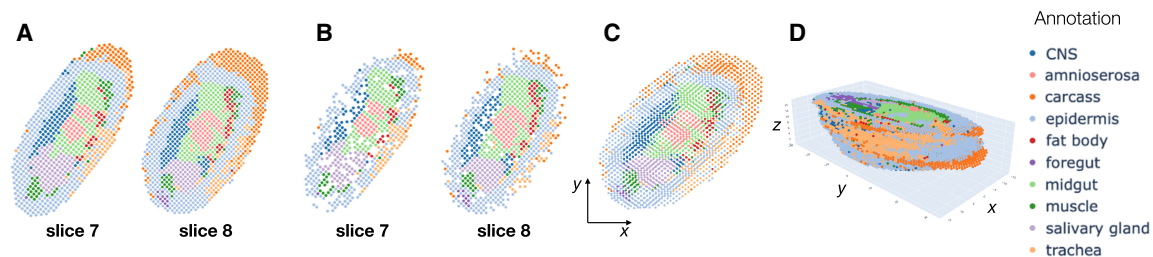 A
B
C
D
slice 7
slice 8
slice 7
slice 8
y
x
z
y
x
Annotation
CNS
amnioserosa
carcass
epidermis
fat body
foregut
midgut
muscle
salivary gland
trachea